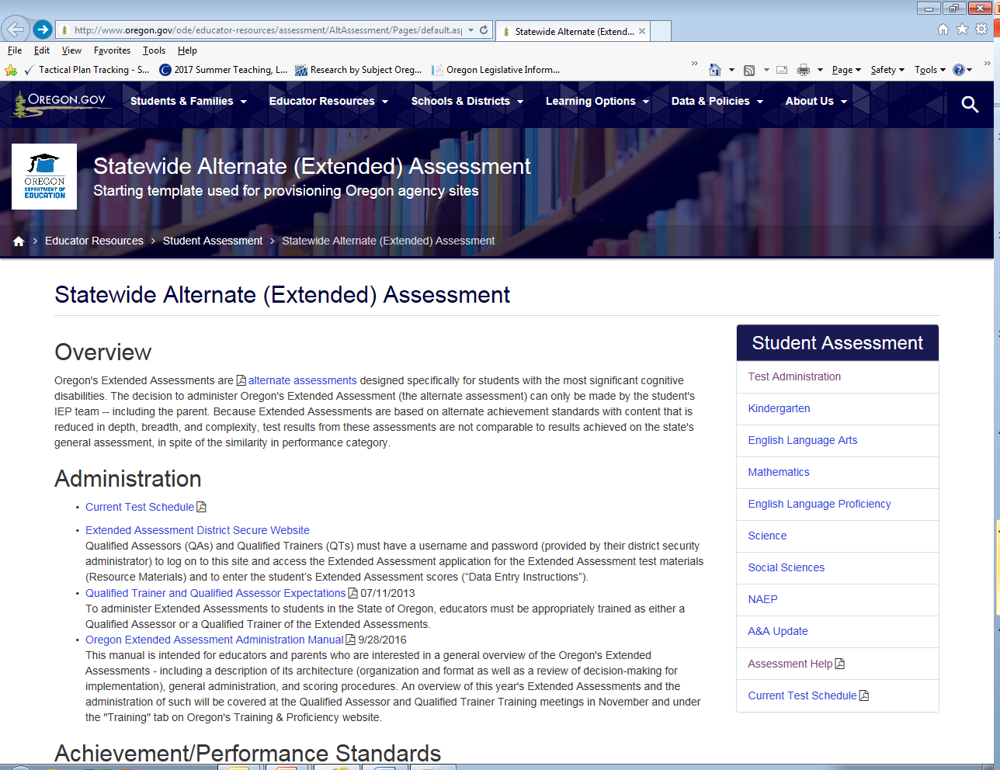 http://www.oregon.gov/ode/educator-resources/assessment/AltAssessment/Pages/default.asp
Statewide Alternate (Extend...
File Edit View Favorites Tools Help
Tactical Plan Tracking - S... 2017 Summer Teaching, L... Research by Subject Oreg... Oregon Legislative Inform... Page Safety Tools
OREGON.GOV Students & Families Educator Resources Schools & Districts Learning Options Data & Policies About Us
OREGON
DEPARTMENT OF
EDUCATION
Statewide Alternate (Extended) Assessment
Starting template used for provisioning Oregon agency sites
> Educator Resources > Student Assessment > Statewide Alternate (Extended) Assessment
Statewide Alternate (Extended) Assessment
Overview
Oregon's Extended Assessments are alternate assessments designed specifically for students with the most significant cognitive
disabilities. The decision to administer Oregon's Extended Assessment (the alternate assessment) can only be made by the student's
IEP team -- including the parent. Because Extended Assessments are based on alternate achievement standards with content that is
reduced in depth, breadth, and complexity, test results from these assessments are not comparable to results achieved on the state's
general assessment, in spite of the similarity in performance category.
Administration
• Current Test Schedule
• Extended Assessment District Secure Website
Qualified Assessors (QAs) and Qualified Trainers (QTs) must have a username and password (provided by their district security
administrator) to log on to this site and access the Extended Assessment application for the Extended Assessment test materials
(Resource Materials) and to enter the student's Extended Assessment scores (“Data Entry Instructions”).
• Qualified Trainer and Qualified Assessor Expectations 07/11/2013
To administer Extended Assessments to students in the State of Oregon, educators must be appropriately trained as either a
Qualified Assessor or a Qualified Trainer of the Extended Assessments.
• Oregon Extended Assessment Administration Manual 9/28/2016
This manual is intended for educators and parents who are interested in a general overview of the Oregon's Extended
Assessments - including a description of its architecture (organization and format as well as a review of decision-making for
implementation), general administration, and scoring procedures. An overview of this year's Extended Assessments and the
administration of such will be covered at the Qualified Assessor and Qualified Trainer Training meetings in November and under
the "Training" tab on Oregon's Training & Proficiency website.
Achievement/Performance Standards
Student Assessment
Test Administration
Kindergarten
English Language Arts
Mathematics
English Language Proficiency
Science
Social Sciences
NAEP
A&A Update
Assessment Help
Current Test Schedule